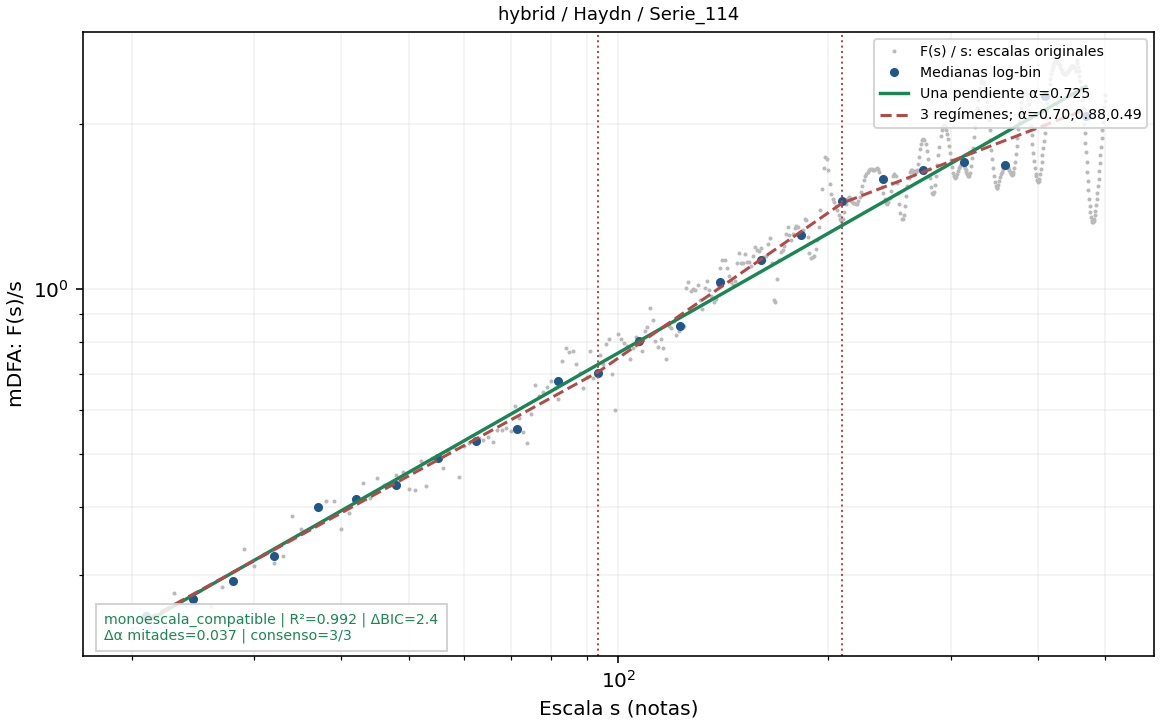 hybrid / Haydn / Serie_114
F(s) / s: escalas originales
Medianas log-bin
Una pendiente α=0.725
3 regímenes; α=0.70,0.88,0.49
10⁰
mDFA: F(s)/s
monoescala_compatible | R²=0.992 | ΔBIC=2.4
Δα mitades=0.037 | consenso=3/3
10²
Escala s (notas)